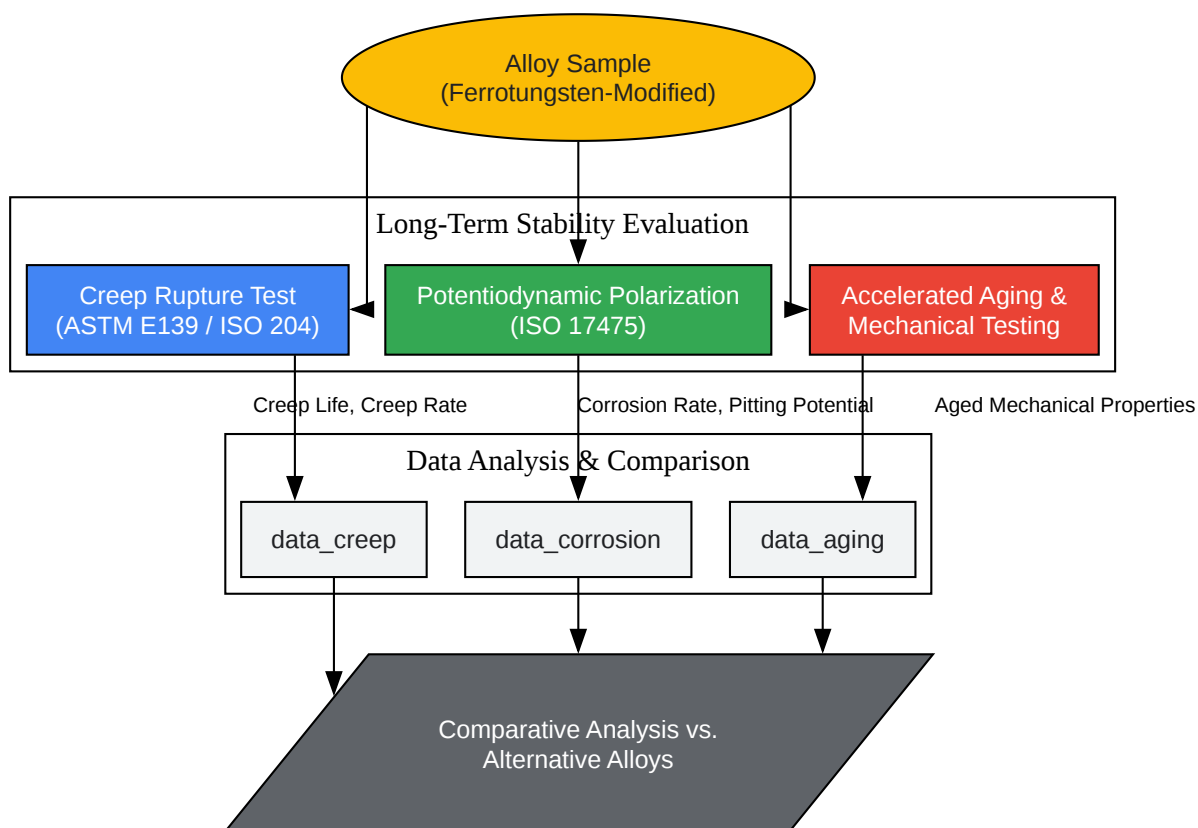 Alloy Sample
(Ferrotungsten-Modified)
Long-Term Stability Evaluation
Creep Rupture Test
(ASTM E139 / ISO 204)
Potentiodynamic Polarization
(ISO 17475)
Accelerated Aging &
Mechanical Testing
Creep Life, Creep Rate
Corrosion Rate, Pitting Potential
Aged Mechanical Properties
Data Analysis & Comparison
data_creep
data_corrosion
data_aging
Comparative Analysis vs.
Alternative Alloys